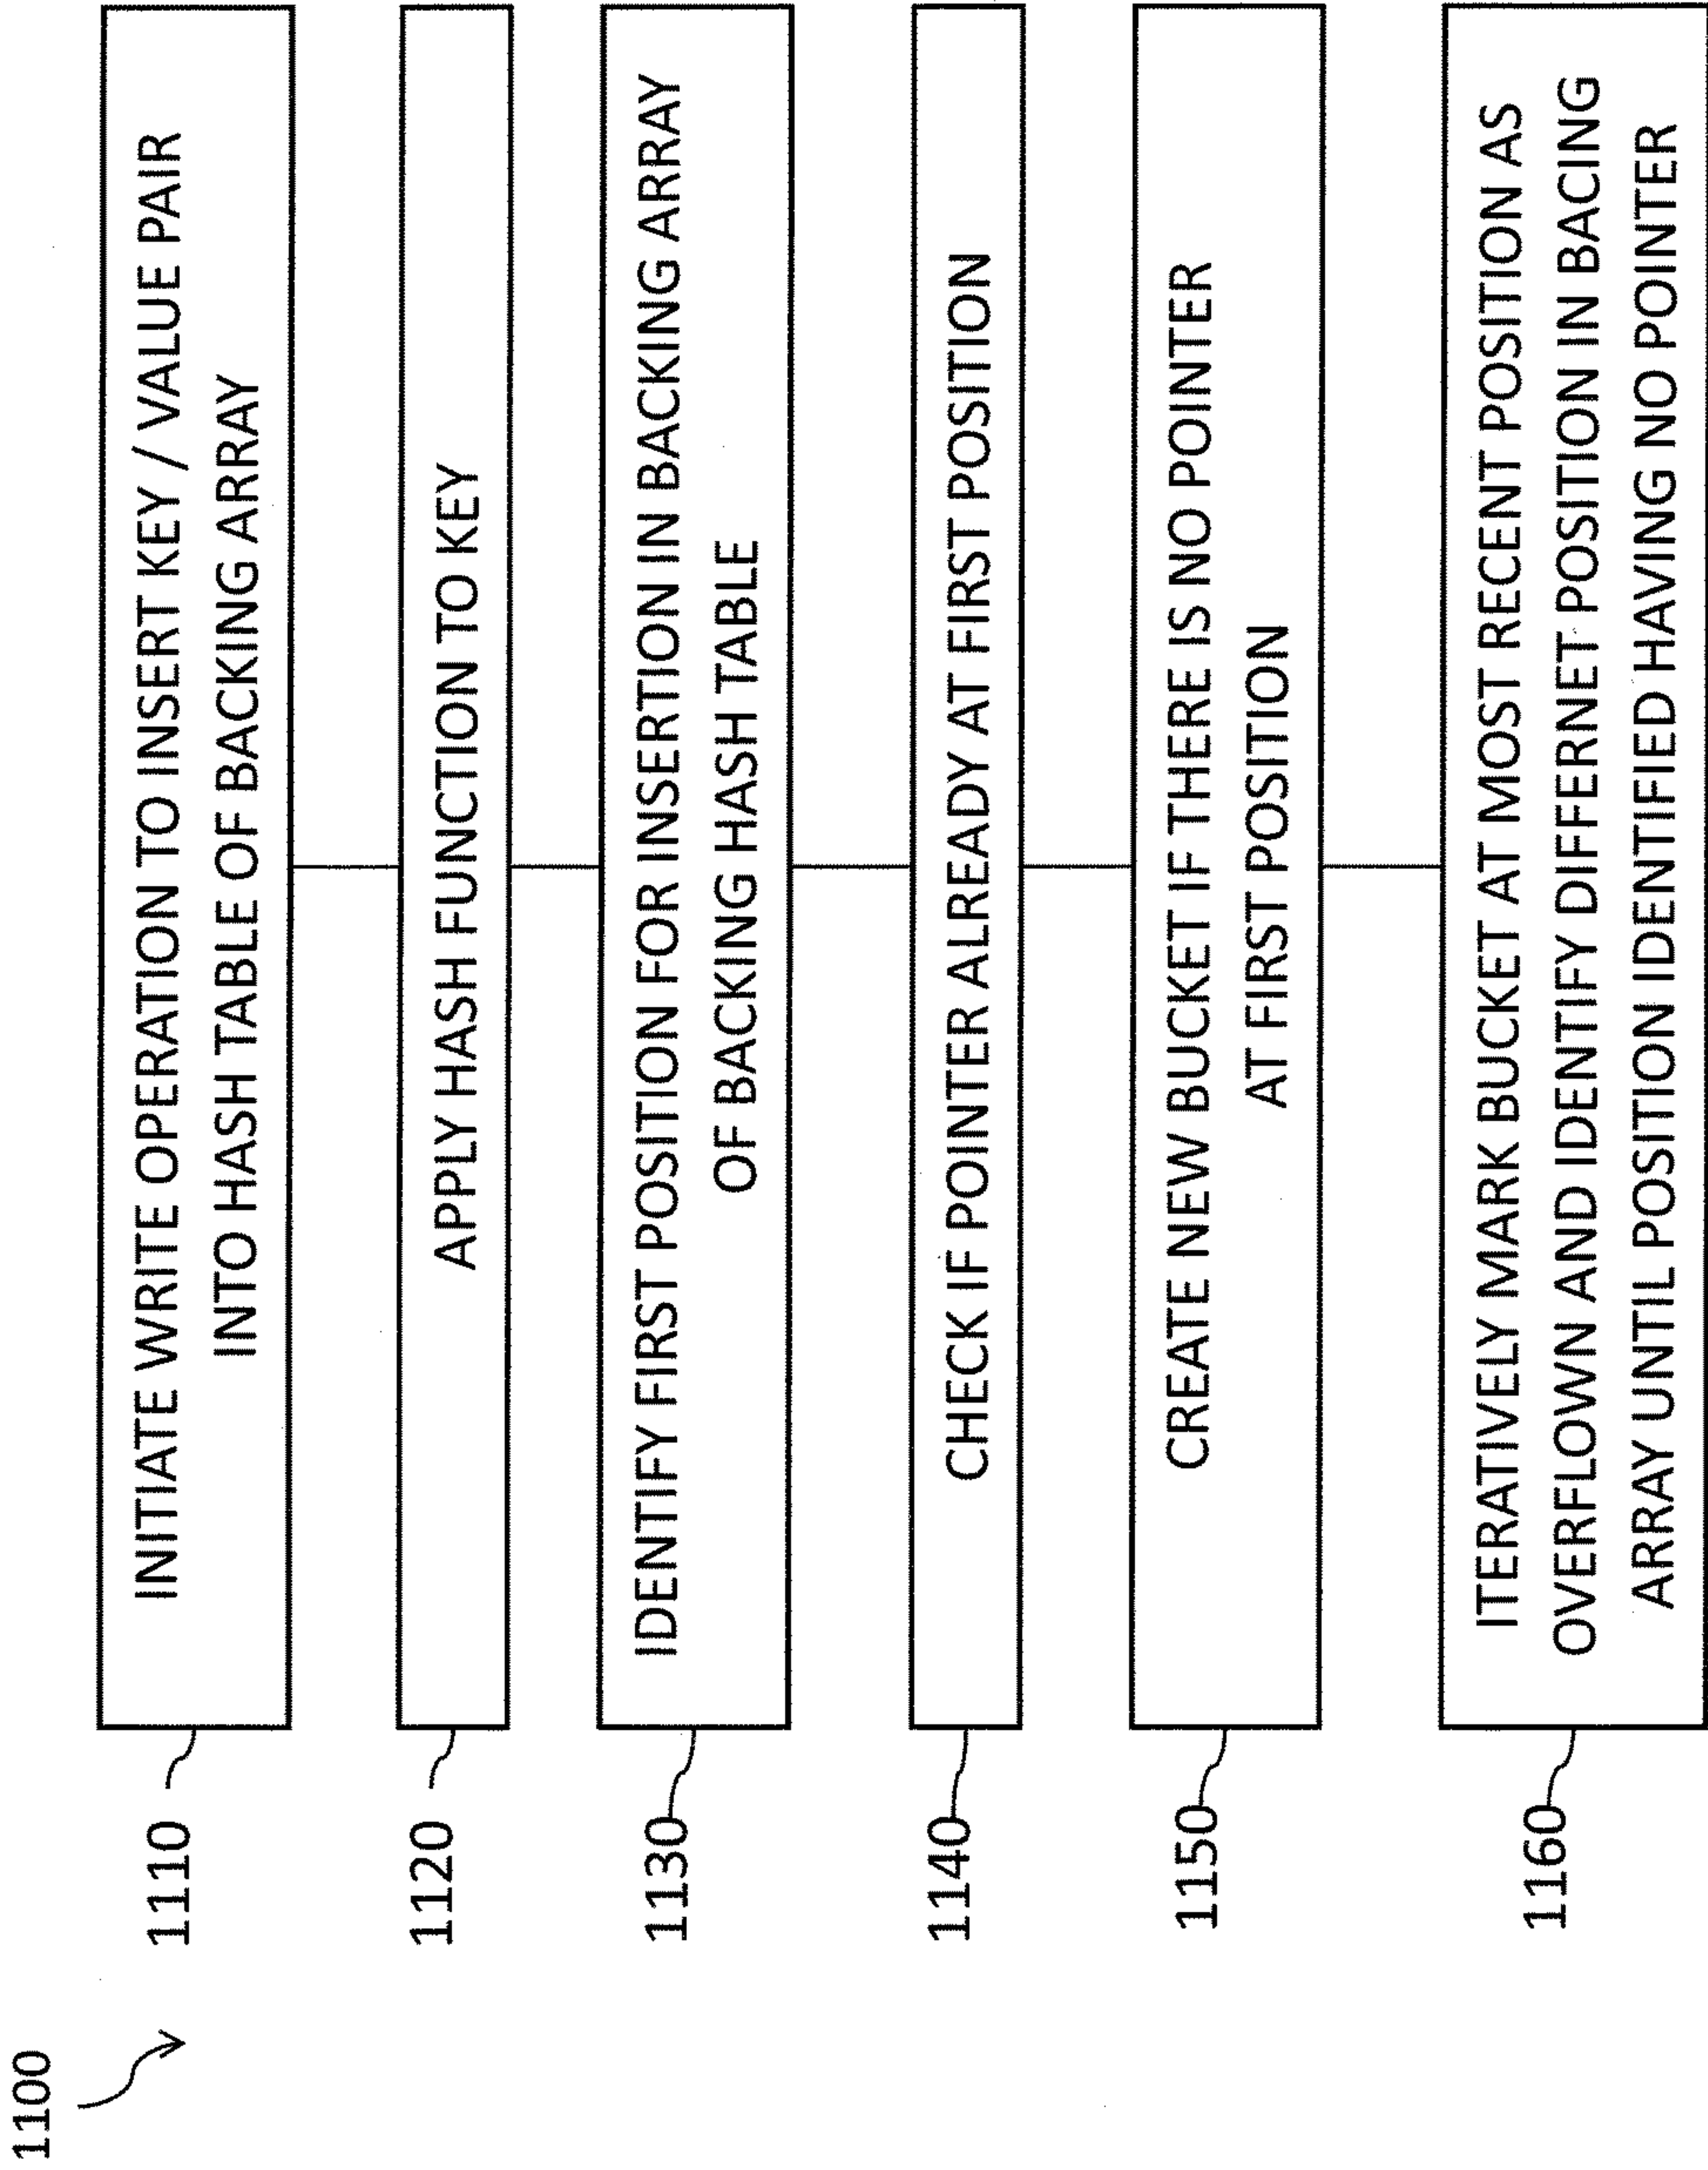 1100
1110
INITIATE WRITE OPERATION TO INSERT KEY / VALUE PAIR
INTO HASH TABLE OF BACKING ARRAY
1120
APPLY HASH FUNCTION TO KEY
1130
IDENTIFY FIRST POSITION FOR INSERTION IN BACKING ARRAY
OF BACKING HASH TABLE
1140
CHECK IF POINTER ALREADY AT FIRST POSITION
1150
CREATE NEW BUCKET IF THERE IS NO POINTER
AT FIRST POSITION
1160
ITERATIVELY MARK BUCKET AT MOST RECENT POSITION AS
OVERFLOWN AND IDENTIFY DIFFERNET POSITION IN BACING
ARRAY UNTIL POSITION IDENTIFIED HAVING NO POINTER